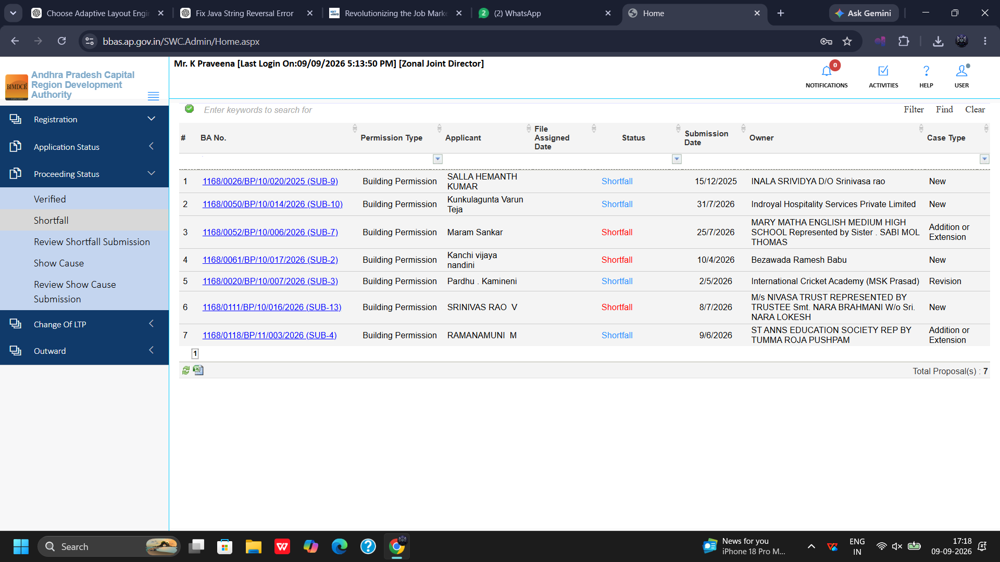 Choose Adaptive Layout Engin
Fix Java String Reversal Error
Revolutionizing the Job Marke
2
(2) WhatsApp
Home
Ask Gemini
bbas.ap.gov.in/SWC.Admin/Home.aspx
BIMDCR
Andhra Pradesh Capital
Region Development
Authority
Mr. K Praveena [Last Login On:09/09/2026 5:13:50 PM] [Zonal Joint Director]
0
NOTIFICATIONS
ACTIVITIES
HELP
USER
Registration
Application Status
Proceeding Status
Verified
Shortfall
Review Shortfall Submission
Show Cause
Review Show Cause
Submission
Change Of LTP
Outward
Enter keywords to search for
Filter Find Clear
# BA No. Permission Type Applicant File Assigned Date Status Submission Date Owner Case Type
1 1168/0026/BP/10/020/2025 (SUB-9) Building Permission SALLA HEMANTH KUMAR Shortfall 15/12/2025 INALA SRIVIDYA D/O Srinivasa rao New
2 1168/0050/BP/10/014/2026 (SUB-10) Building Permission Kunkulagunta Varun Teja Shortfall 31/7/2026 Indroyal Hospitality Services Private Limited New
3 1168/0052/BP/10/006/2026 (SUB-7) Building Permission Maram Sankar Shortfall 25/7/2026 MARY MATHA ENGLISH MEDIUM HIGH SCHOOL Represented by Sister . SABI MOL THOMAS Addition or Extension
4 1168/0061/BP/10/017/2026 (SUB-2) Building Permission Kanchi vijaya nandini Shortfall 10/4/2026 Bezawada Ramesh Babu New
5 1168/0020/BP/10/007/2026 (SUB-3) Building Permission Pardhu . Kamineni Shortfall 2/5/2026 International Cricket Academy (MSK Prasad) Revision
6 1168/0111/BP/10/016/2026 (SUB-13) Building Permission SRINIVAS RAO V Shortfall 8/7/2026 M/s NIVASA TRUST REPRESENTED BY TRUSTEE Smt. NARA BRAHMANI W/o Sri. NARA LOKESH New
7 1168/0118/BP/11/003/2026 (SUB-4) Building Permission RAMANAMUNI M Shortfall 9/6/2026 ST ANNS EDUCATION SOCIETY REP BY TUMMA ROJA PUSHPAM Addition or Extension
1
Total Proposal(s) : 7
Search
News for you
iPhone 18 Pro M...
ENG
IN
17:18
09-09-2026